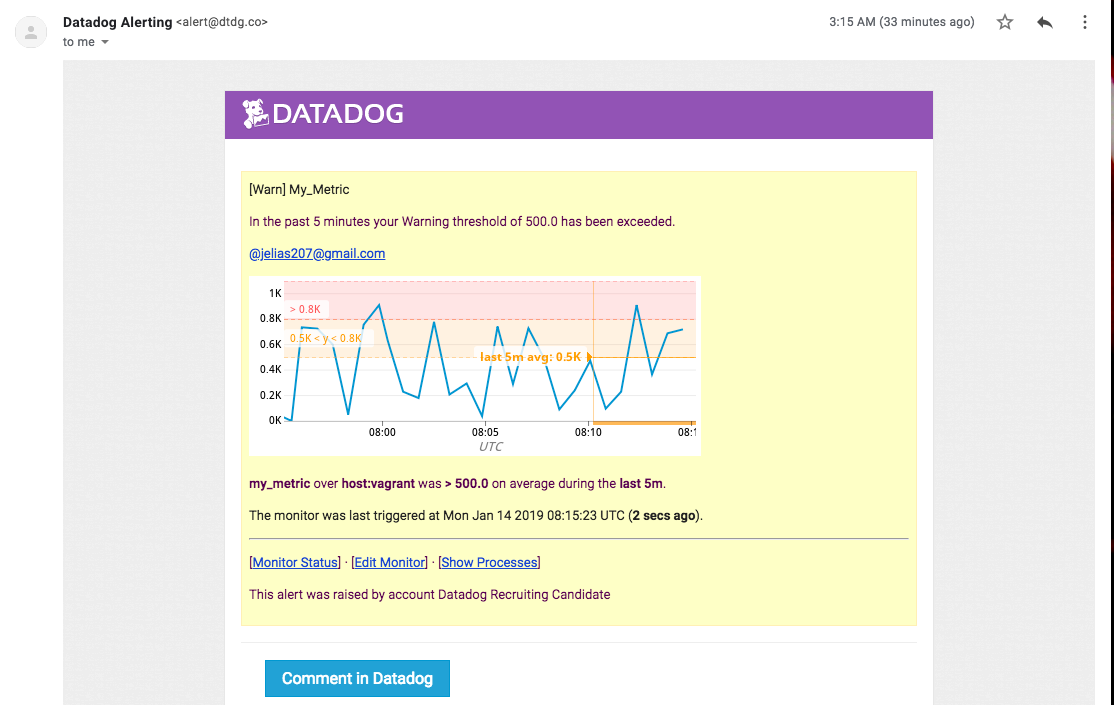 Datadog Alerting <alert@dtdg.co>
3:15 AM (33 minutes ago)
to me
DATADOG
[Warn] My_Metric
In the past 5 minutes your Warning threshold of 500.0 has been exceeded.
@jelias207@gmail.com
1K
> 0.8K
0.8K
0.5K < y < 0.8K
0.6K
last 5m avg: 0.5K
0.4K
0.2K
0K
08:00
08:05
08:10
08:1
UTC
my_metric over host:vagrant was > 500.0 on average during the last 5m.
The monitor was last triggered at Mon Jan 14 2019 08:15:23 UTC (2 secs ago).
[Monitor Status] · [Edit Monitor] · [Show Processes]
This alert was raised by account Datadog Recruiting Candidate
Comment in Datadog